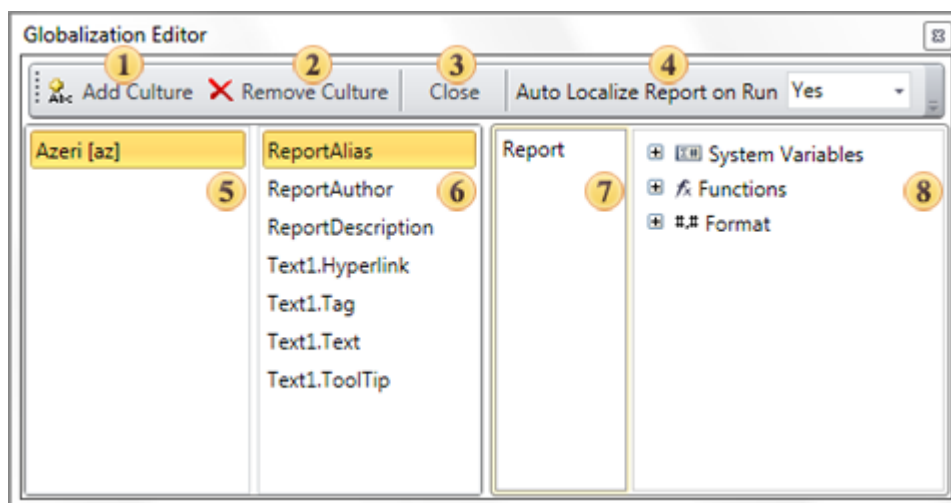 Globalization Editor
1 2 3 4
Abc Add Culture Remove Culture Close Auto Localize Report on Run Yes
Azeri [az] ReportAlias Report System Variables
5 ReportAuthor 6 7 Functions 8
ReportDescription #,# Format
Text1.Hyperlink
Text1.Tag
Text1.Text
Text1.ToolTip